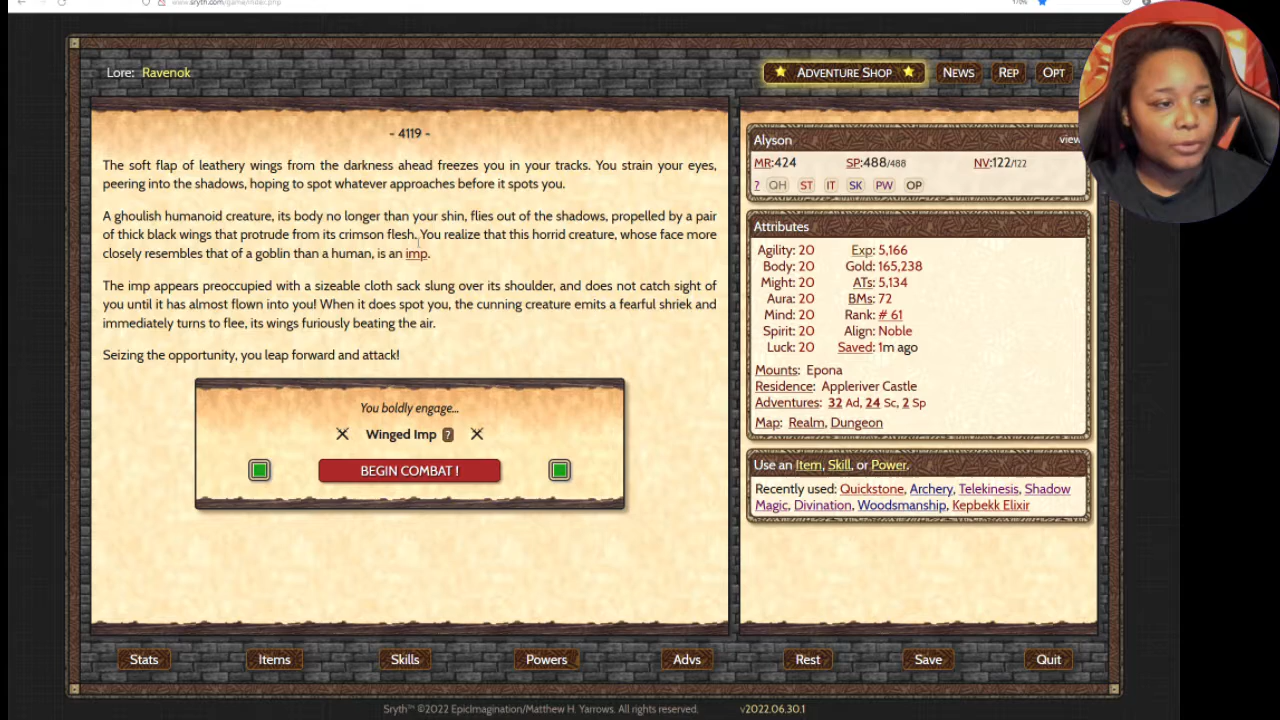 www.sryth.com/game/index.php
170%
Lore: Ravenok
ADVENTURE SHOP
NEWS
REP
OPT
- 4119 -
The soft flap of leathery wings from the darkness ahead freezes you in your tracks. You strain your eyes,
peering into the shadows, hoping to spot whatever approaches before it spots you.
A ghoulish humanoid creature, its body no longer than your shin, flies out of the shadows, propelled by a pair
of thick black wings that protrude from its crimson flesh. You realize that this horrid creature, whose face more
closely resembles that of a goblin than a human, is an imp.
The imp appears preoccupied with a sizeable cloth sack slung over its shoulder, and does not catch sight of
you until it has almost flown into you! When it does spot you, the cunning creature emits a fearful shriek and
immediately turns to flee, its wings furiously beating the air.
Seizing the opportunity, you leap forward and attack!
You boldly engage...
Winged Imp ?
BEGIN COMBAT !
Alyson view
MR:424 SP:488/488 NV:122/122
? QH ST IT SK PW OP
Attributes
Agility: 20 Exp: 5,166
Body: 20 Gold: 165,238
Might: 20 ATs: 5,134
Aura: 20 BMs: 72
Mind: 20 Rank: # 61
Spirit: 20 Align: Noble
Luck: 20 Saved: 1m ago
Mounts: Epona
Residence: Appleriver Castle
Adventures: 32 Ad, 24 Sc, 2 Sp
Map: Realm, Dungeon
Use an Item, Skill, or Power.
Recently used: Quickstone, Archery, Telekinesis, Shadow
Magic, Divination, Woodsmanship, Kepbekk Elixir
Stats
Items
Skills
Powers
Advs
Rest
Save
Quit
Sryth™ ©2022 EpicImagination/Matthew H. Yarrows. All rights reserved. v2022.06.30.1